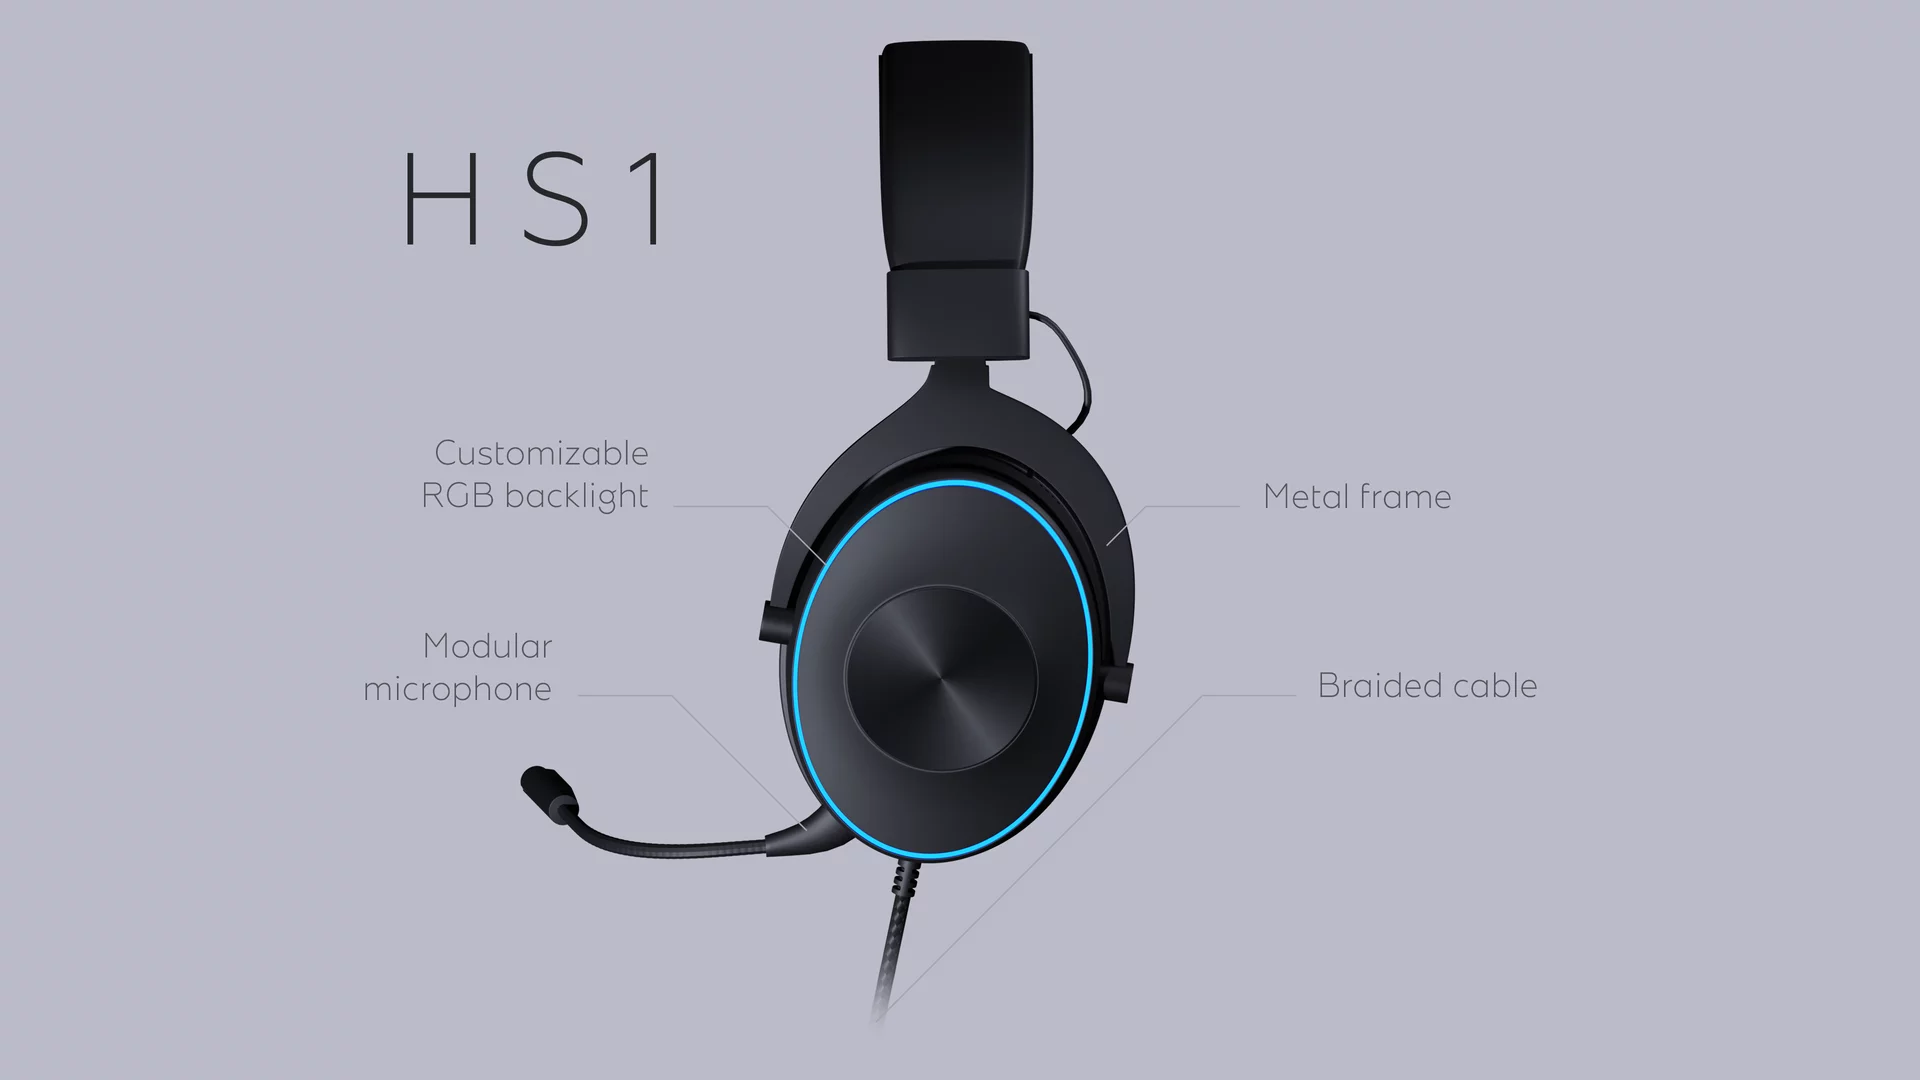 HS1
Customizable
RGB backlight
Metal frame
Modular
microphone
Braided cable